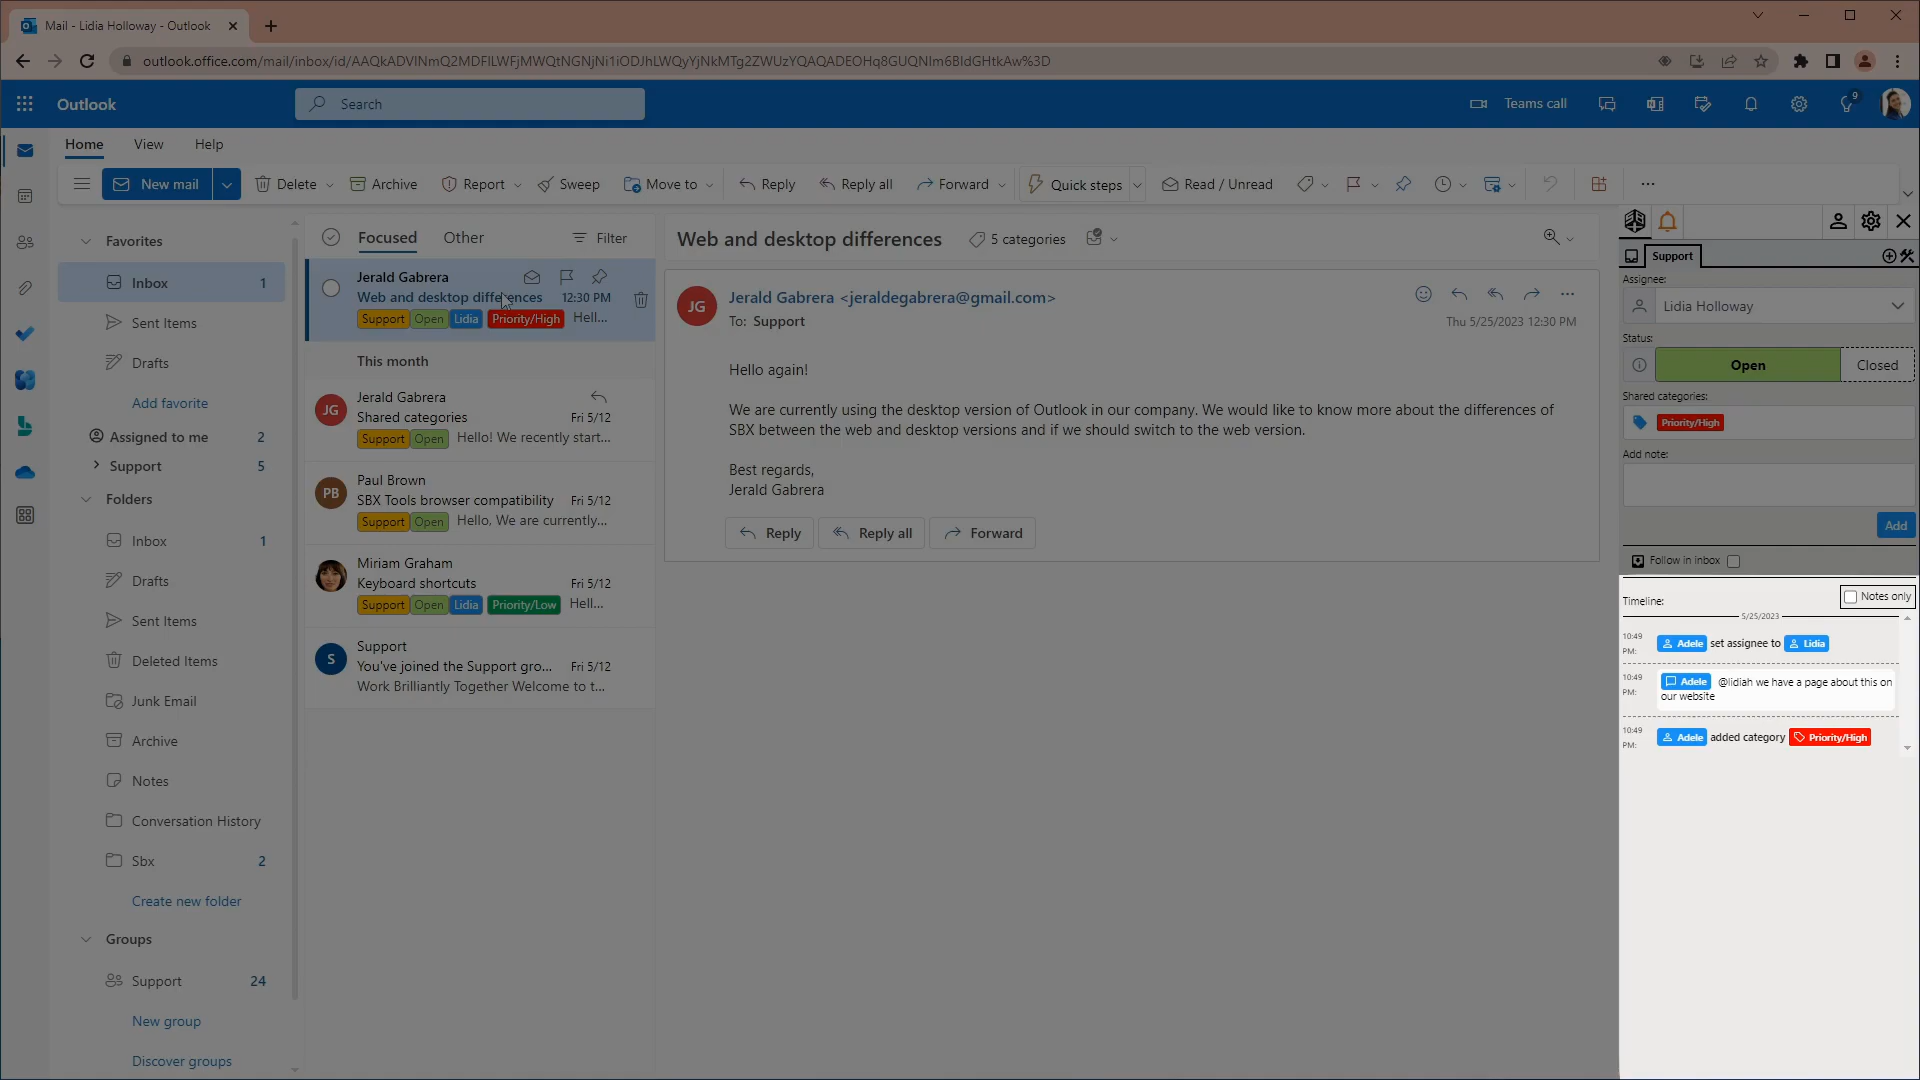 Mail - Lidia Holloway - Outlook
Outlook
Search
Teams call
9
Home View Help
New mail Delete Archive Report Sweep Move to Reply Reply all Forward Quick steps Read / Unread
Favorites
Inbox 1
Sent Items
Drafts
Add favorite
Assigned to me 2
Support 5
Folders
Inbox 1
Drafts
Sent Items
Deleted Items
Junk Email
Archive
Notes
Conversation History
Sbx 2
Create new folder
Groups
Support 24
New group
Discover groups
Focused Other Filter
Jerald Gabrera
Web and desktop differences 12:30 PM
Support Open Lidia Priority/High Hell...
This month
JG
Jerald Gabrera
Shared categories Fri 5/12
Support Open Hello! We recently start...
PB
Paul Brown
SBX Tools browser compatibility Fri 5/12
Support Open Hello, We are currently...
Miriam Graham
Keyboard shortcuts Fri 5/12
Support Open Lidia Priority/Low Hell...
S
Support
You've joined the Support gro... Fri 5/12
Work Brilliantly Together Welcome to t...
Web and desktop differences 5 categories
JG
Jerald Gabrera <jeraldegabrera@gmail.com>
To: Support
Thu 5/25/2023 12:30 PM
Hello again!
We are currently using the desktop version of Outlook in our company. We would like to know more about the differences of
SBX between the web and desktop versions and if we should switch to the web version.
Best regards,
Jerald Gabrera
Reply Reply all Forward
Support
Assignee:
Lidia Holloway
Status:
Open Closed
Shared categories:
Priority/High
Add note:
Add
Follow in inbox
Timeline: Notes only
5/25/2023
10:49 PM: Adele set assignee to Lidia
10:49 PM: Adele @lidiah we have a page about this on
our website
10:49 PM: Adele added category Priority/High